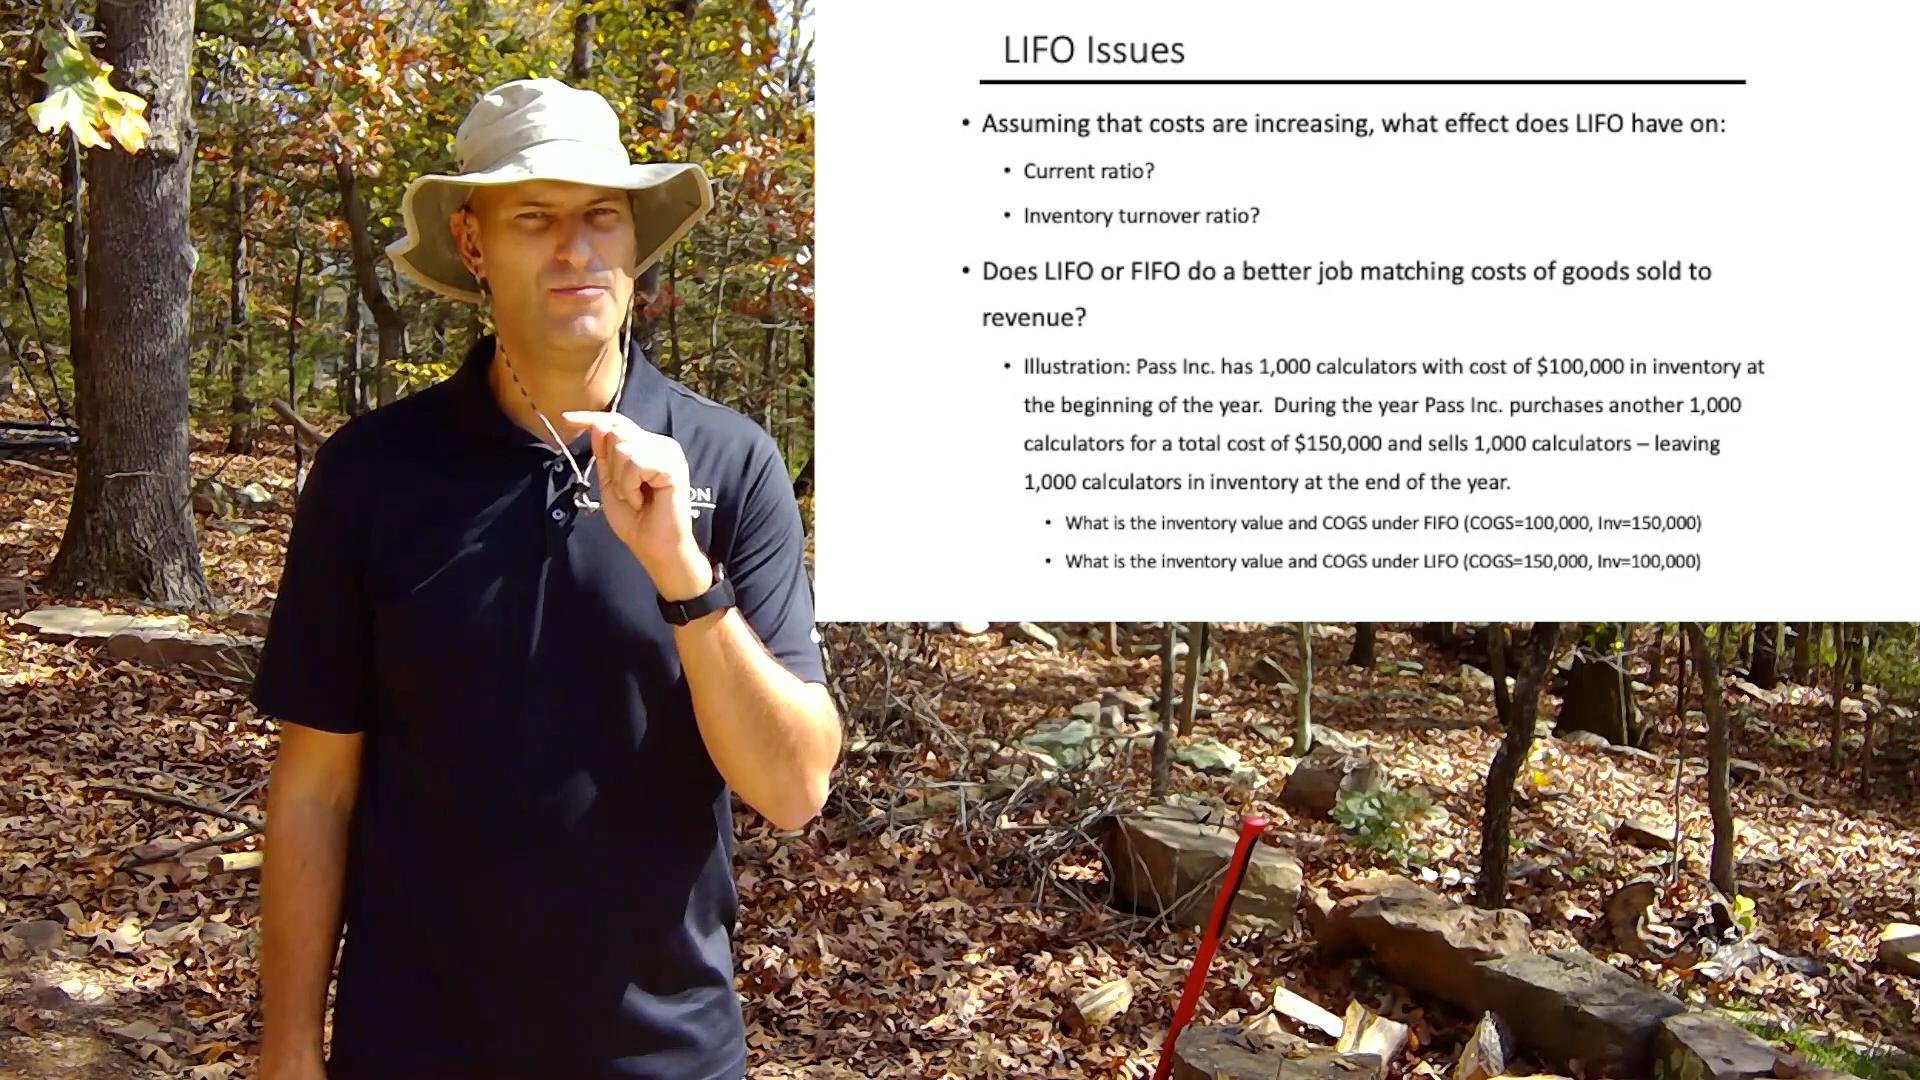 LIFO Issues
• Assuming that costs are increasing, what effect does LIFO have on:
• Current ratio?
• Inventory turnover ratio?
• Does LIFO or FIFO do a better job matching costs of goods sold to
revenue?
• Illustration: Pass Inc. has 1,000 calculators with cost of $100,000 in inventory at
the beginning of the year. During the year Pass Inc. purchases another 1,000
calculators for a total cost of $150,000 and sells 1,000 calculators – leaving
1,000 calculators in inventory at the end of the year.
• What is the inventory value and COGS under FIFO (COGS=100,000, Inv=150,000)
• What is the inventory value and COGS under LIFO (COGS=150,000, Inv=100,000)